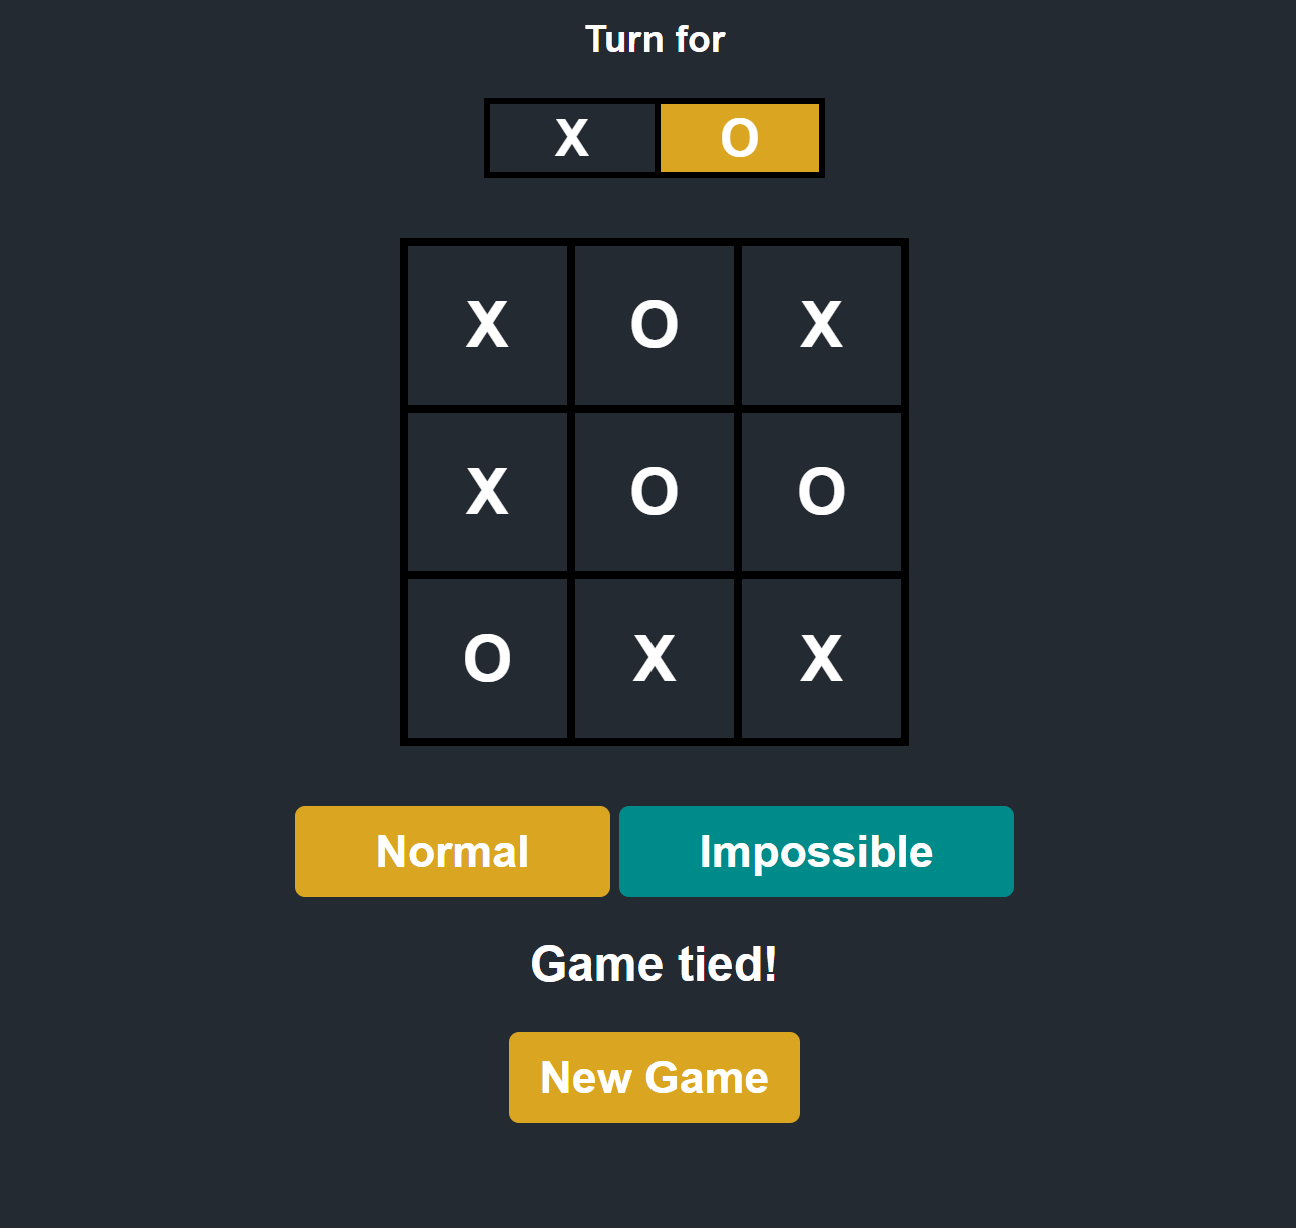 Turn for
X O
X O X
X O O
O X X
Normal Impossible
Game tied!
New Game